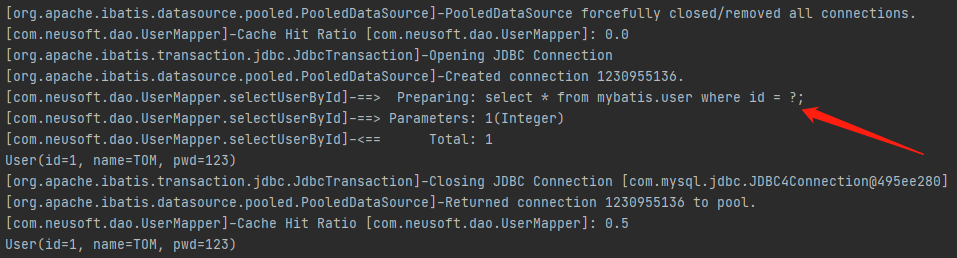 [org.apache.ibatis.datasource.pooled.PooledDataSource]-PooledDataSource forcefully closed/removed all connections.
[com.neusoft.dao.UserMapper]-Cache Hit Ratio [com.neusoft.dao.UserMapper]: 0.0
[org.apache.ibatis.transaction.jdbc.JdbcTransaction]-Opening JDBC Connection
[org.apache.ibatis.datasource.pooled.PooledDataSource]-Created connection 1230955136.
[com.neusoft.dao.UserMapper.selectUserById]-==>  Preparing: select * from mybatis.user where id = ?;
[com.neusoft.dao.UserMapper.selectUserById]-==> Parameters: 1(Integer)
[com.neusoft.dao.UserMapper.selectUserById]-<==      Total: 1
User(id=1, name=TOM, pwd=123)
[org.apache.ibatis.transaction.jdbc.JdbcTransaction]-Closing JDBC Connection [com.mysql.jdbc.JDBC4Connection@495ee280]
[org.apache.ibatis.datasource.pooled.PooledDataSource]-Returned connection 1230955136 to pool.
[com.neusoft.dao.UserMapper]-Cache Hit Ratio [com.neusoft.dao.UserMapper]: 0.5
User(id=1, name=TOM, pwd=123)